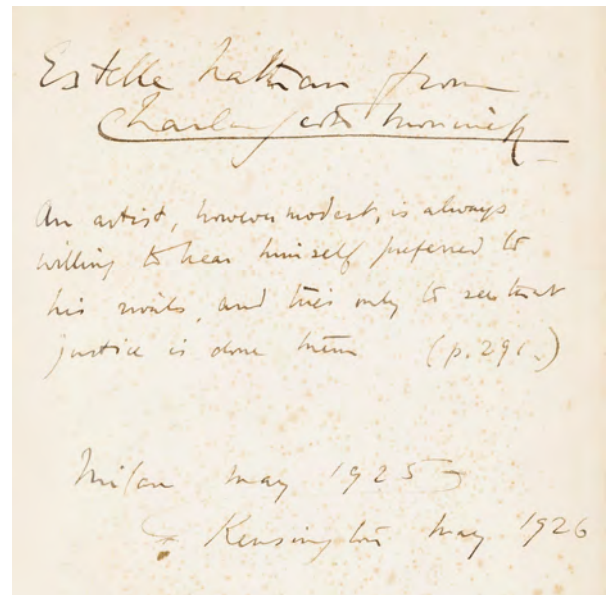 Estelle Nathan from
Charles Scott Moncrieff
An artist, however modest, is always
willing to hear himself preferred to
his rivals, and tries only to see that
justice is done them (p. 291.)
Milan May 1925
Kensington May 1926